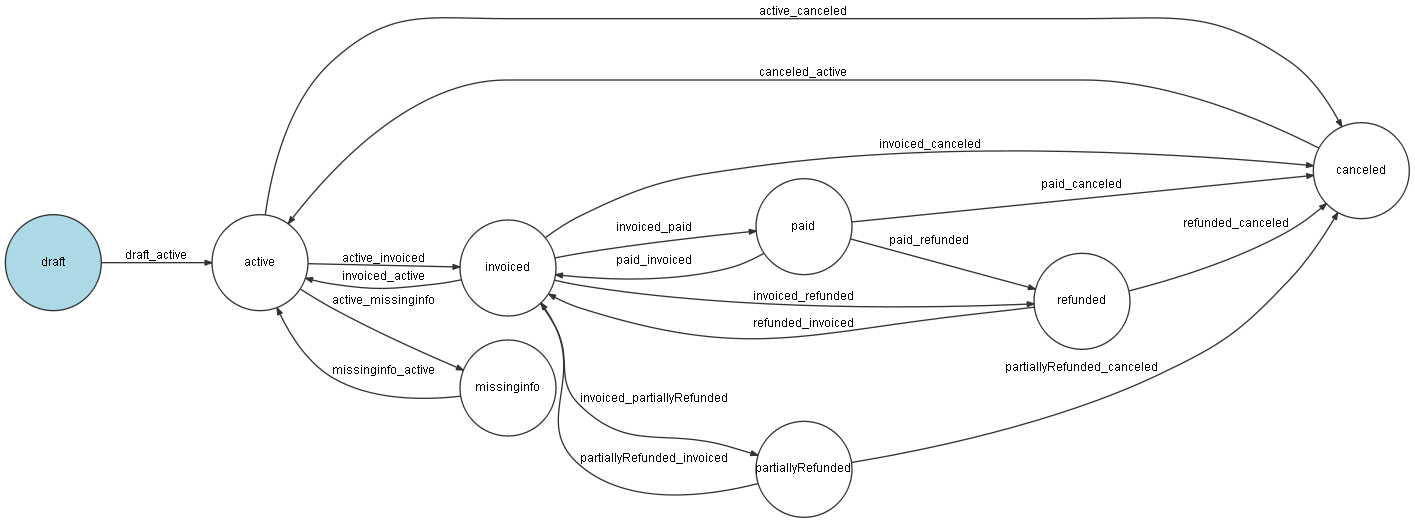 active_canceled
canceled_active
invoiced_canceled
canceled
paid_canceled
paid
invoiced_paid
refunded_canceled
paid_refunded
draft_active
draft
active
active_invoiced
paid_invoiced
invoiced
invoiced_active
active_missinginfo
invoiced_refunded
refunded
refunded_invoiced
missinginfo_active
partiallyRefunded_canceled
missinginfo
invoiced_partiallyRefunded
partiallyRefunded_invoiced
partiallyRefunded